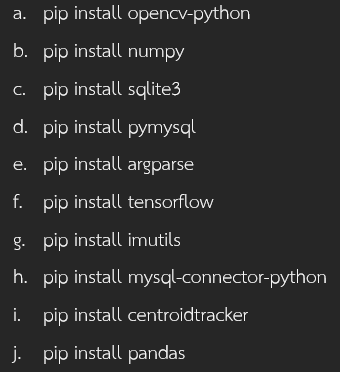 a. pip install opencv-python
b. pip install numpy
c. pip install sqlite3
d. pip install pymysql
e. pip install argparse
f. pip install tensorflow
g. pip install imutils
h. pip install mysql-connector-python
i. pip install centroidtracker
j. pip install pandas